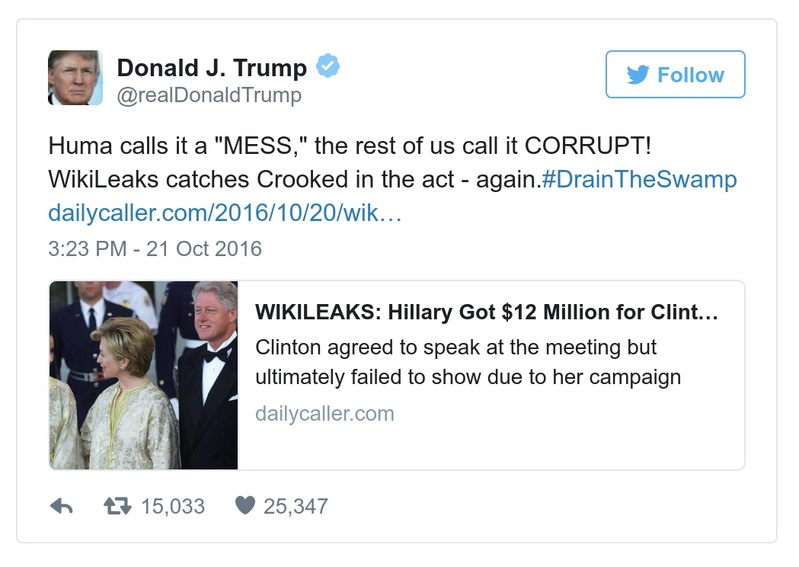 Donald J. Trump
@realDonaldTrump
Follow
Huma calls it a "MESS," the rest of us call it CORRUPT!
WikiLeaks catches Crooked in the act - again.#DrainTheSwamp
dailycaller.com/2016/10/20/wik…
3:23 PM - 21 Oct 2016
WIKILEAKS: Hillary Got $12 Million for Clint…
Clinton agreed to speak at the meeting but
ultimately failed to show due to her campaign
dailycaller.com
15,033 25,347